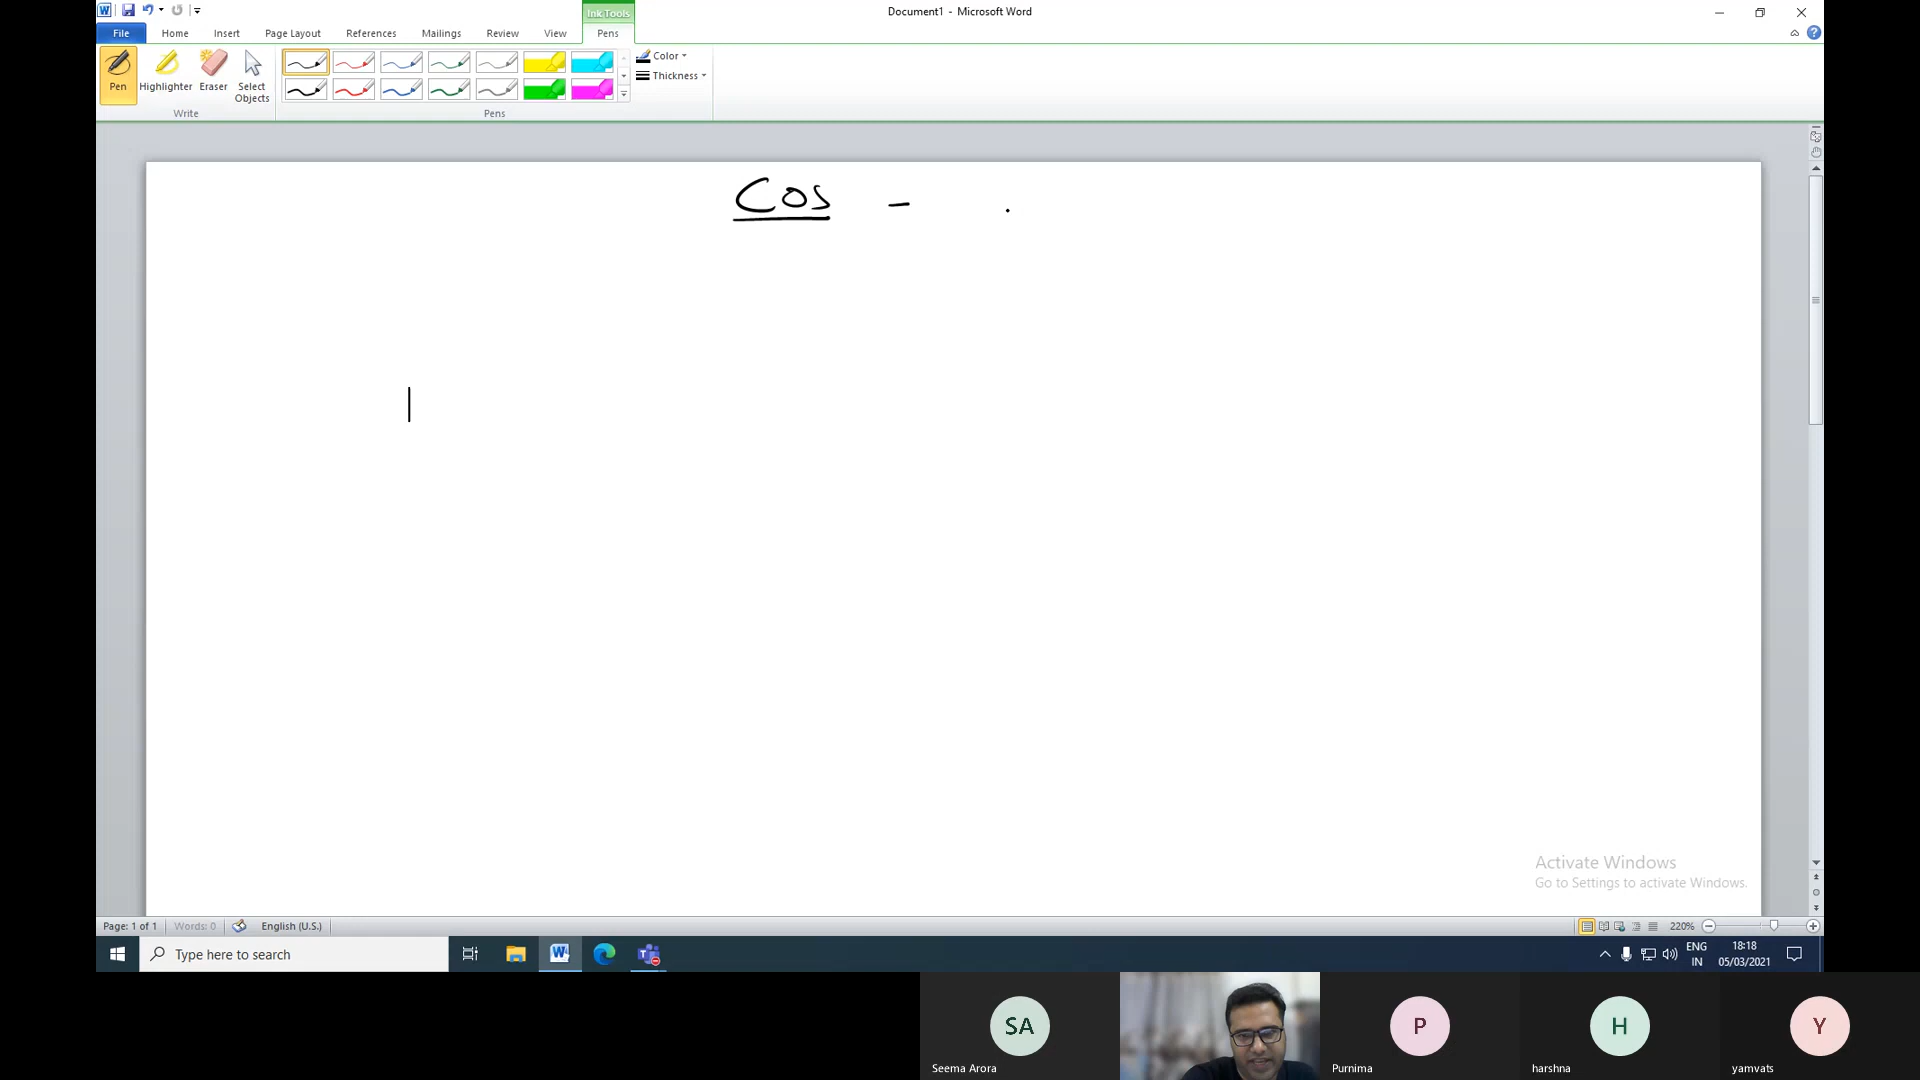 Ink Tools
Document1 - Microsoft Word
File Home Insert Page Layout References Mailings Review View Pens
Pen Highlighter Eraser Select Objects
Color
Thickness
Write Pens
Cos - .
Activate Windows
Go to Settings to activate Windows.
Page: 1 of 1 Words: 0 English (U.S.) 220%
Type here to search
ENG
IN
18:18
05/03/2021
SA P H Y
Seema Arora Purnima harshna yamvats